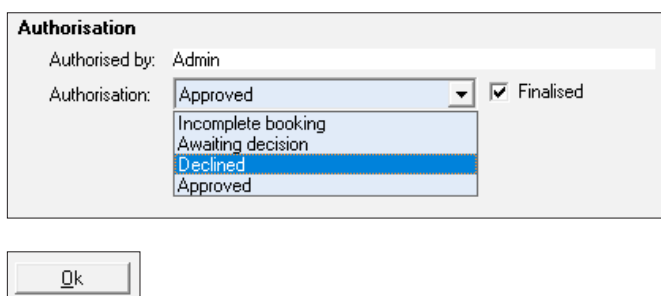 Authorisation
Authorised by: Admin
Authorisation: Approved Finalised
Incomplete booking
Awaiting decision
Declined
Approved
Ok